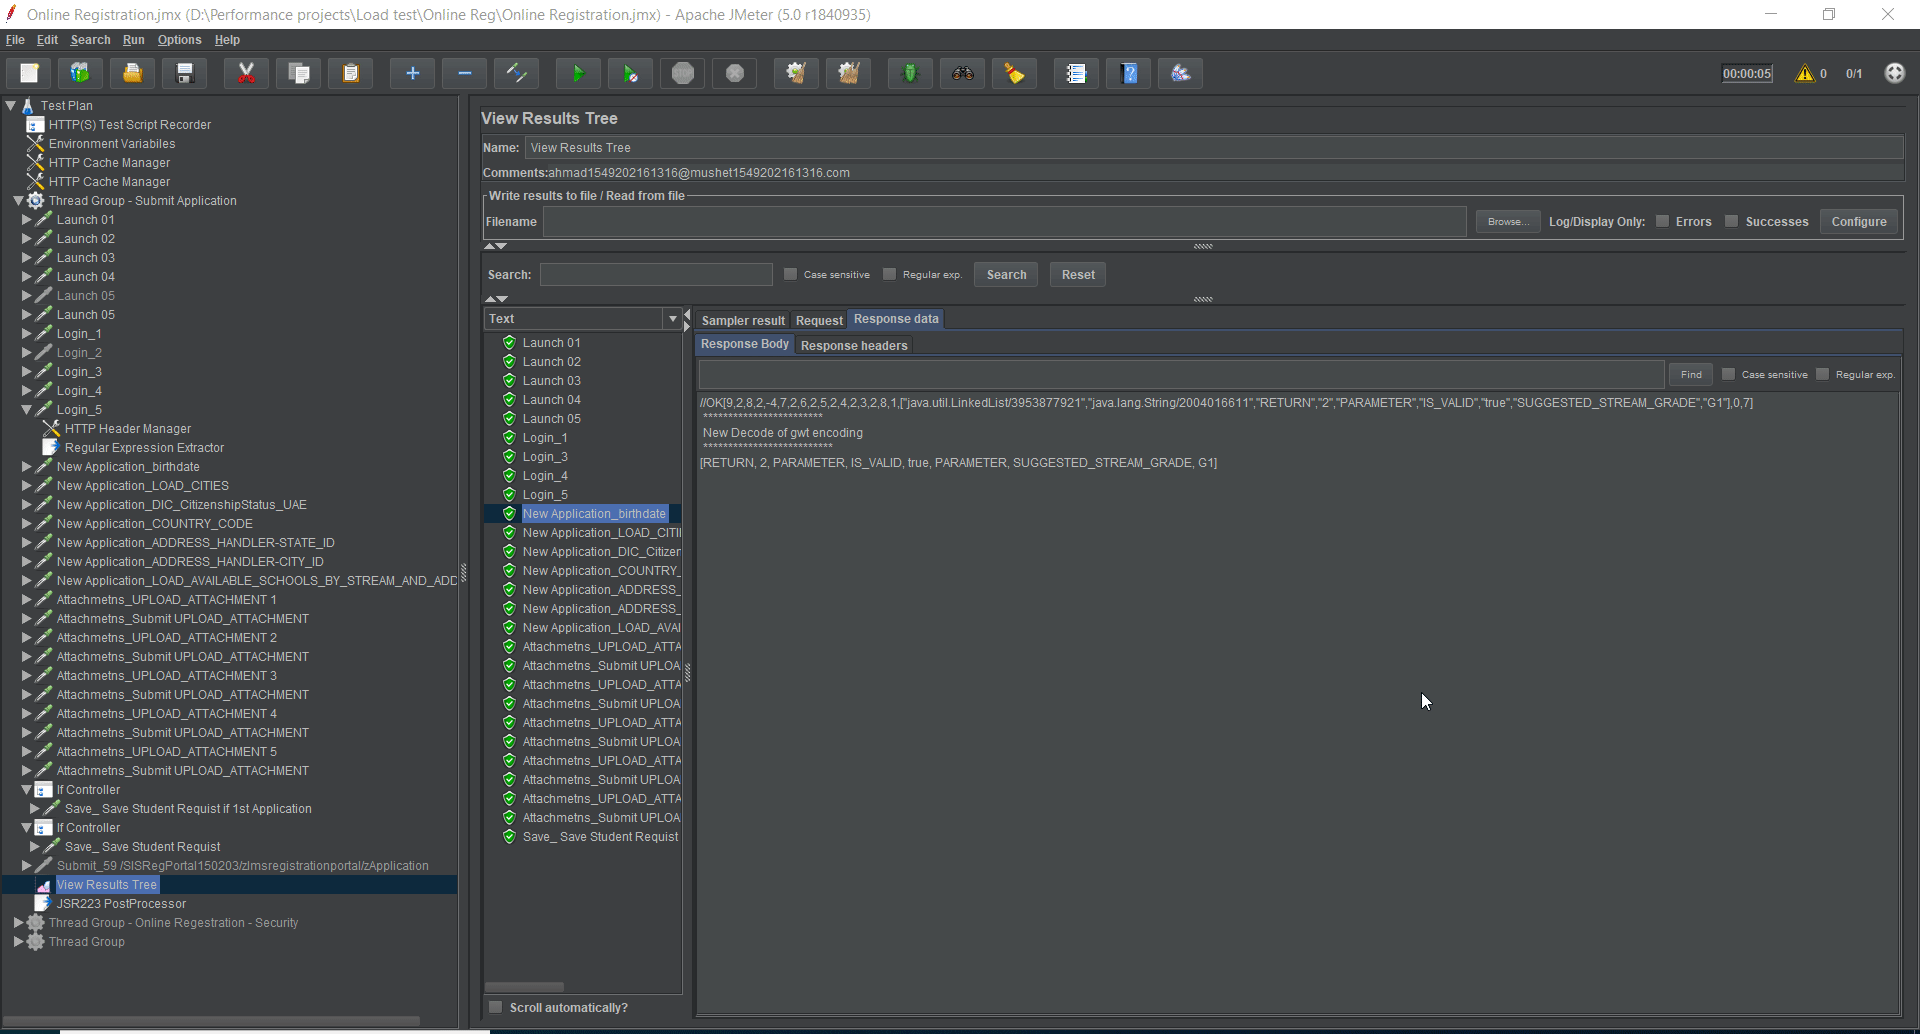 Online Registration.jmx (D:\Performance projects\Load test\Online Reg\Online Registration.jmx) - Apache JMeter (5.0 r1840935)
File Edit Search Run Options Help
STOP
00:00:05 0 0/1
Test Plan
HTTP(S) Test Script Recorder
Environment Variabiles
HTTP Cache Manager
HTTP Cache Manager
Thread Group - Submit Application
Launch 01
Launch 02
Launch 03
Launch 04
Launch 05
Launch 05
Login_1
Login_2
Login_3
Login_4
Login_5
HTTP Header Manager
Regular Expression Extractor
New Application_birthdate
New Application_LOAD_CITIES
New Application_DIC_CitizenshipStatus_UAE
New Application_COUNTRY_CODE
New Application_ADDRESS_HANDLER-STATE_ID
New Application_ADDRESS_HANDLER-CITY_ID
New Application_LOAD_AVAILABLE_SCHOOLS_BY_STREAM_AND_ADD
Attachmetns_UPLOAD_ATTACHMENT 1
Attachmetns_Submit UPLOAD_ATTACHMENT
Attachmetns_UPLOAD_ATTACHMENT 2
Attachmetns_Submit UPLOAD_ATTACHMENT
Attachmetns_UPLOAD_ATTACHMENT 3
Attachmetns_Submit UPLOAD_ATTACHMENT
Attachmetns_UPLOAD_ATTACHMENT 4
Attachmetns_Submit UPLOAD_ATTACHMENT
Attachmetns_UPLOAD_ATTACHMENT 5
Attachmetns_Submit UPLOAD_ATTACHMENT
If Controller
Save_ Save Student Requist if 1st Application
If Controller
Save_ Save Student Requist
Submit_59 /SISRegPortal150203/zlmsregistrationportal/zApplication
View Results Tree
JSR223 PostProcessor
Thread Group - Online Regestration - Security
Thread Group
View Results Tree
Name: View Results Tree
Comments: ahmad1549202161316@mushet1549202161316.com
Write results to file / Read from file
Filename Browse... Log/Display Only: Errors Successes Configure
Search: Case sensitive Regular exp. Search Reset
Text
Launch 01
Launch 02
Launch 03
Launch 04
Launch 05
Login_1
Login_3
Login_4
Login_5
New Application_birthdate
New Application_LOAD_CITI
New Application_DIC_Citizer
New Application_COUNTRY_
New Application_ADDRESS_
New Application_ADDRESS_
New Application_LOAD_AVAI
Attachmetns_UPLOAD_ATTA
Attachmetns_Submit UPLOA
Attachmetns_UPLOAD_ATTA
Attachmetns_Submit UPLOA
Attachmetns_UPLOAD_ATTA
Attachmetns_Submit UPLOA
Attachmetns_UPLOAD_ATTA
Attachmetns_Submit UPLOA
Attachmetns_UPLOAD_ATTA
Attachmetns_Submit UPLOA
Save_ Save Student Requist
Scroll automatically?
Sampler result Request Response data
Response Body Response headers
Find Case sensitive Regular exp.
//OK[9,2,8,2,-4,7,2,6,2,5,2,4,2,3,2,8,1,["java.util.LinkedList/3953877921","java.lang.String/2004016611","RETURN","2","PARAMETER","IS_VALID","true","SUGGESTED_STREAM_GRADE","G1"],0,7]
************************
New Decode of gwt encoding
**************************
[RETURN, 2, PARAMETER, IS_VALID, true, PARAMETER, SUGGESTED_STREAM_GRADE, G1]